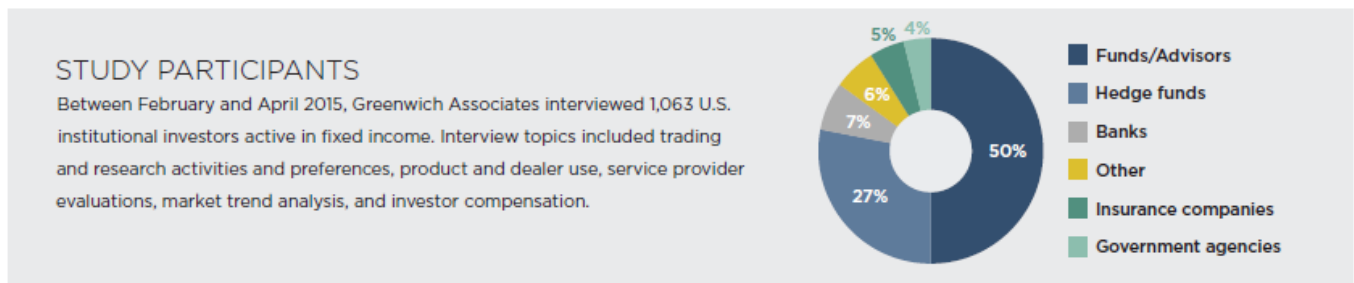 STUDY PARTICIPANTS
Between February and April 2015, Greenwich Associates interviewed 1,063 U.S.
institutional investors active in fixed income. Interview topics included trading
and research activities and preferences, product and dealer use, service provider
evaluations, market trend analysis, and investor compensation.
5%
4%
6%
7%
50%
27%
Funds/Advisors
Hedge funds
Banks
Other
Insurance companies
Government agencies